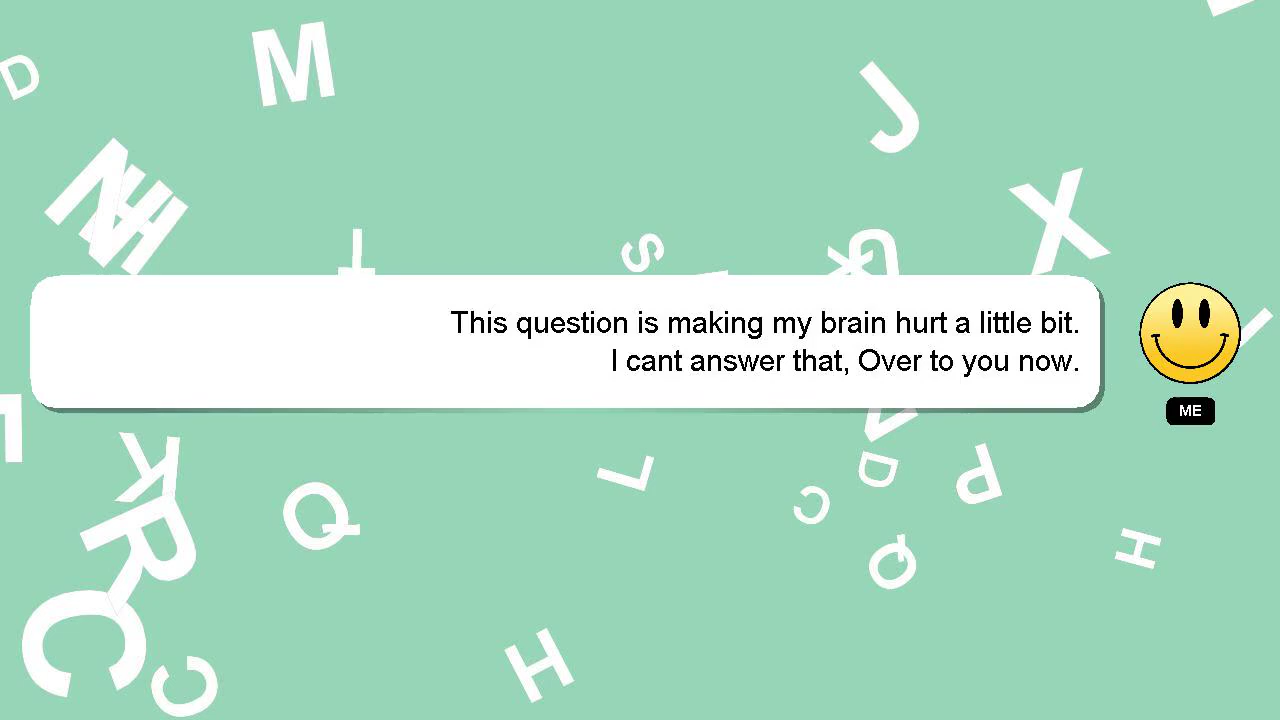 D
M
J
N
H
X
T
S
K
G
This question is making my brain hurt a little bit.
I cant answer that, Over to you now.
ME
K
R
Q
L
C
D
P
Q
H
C
C
H